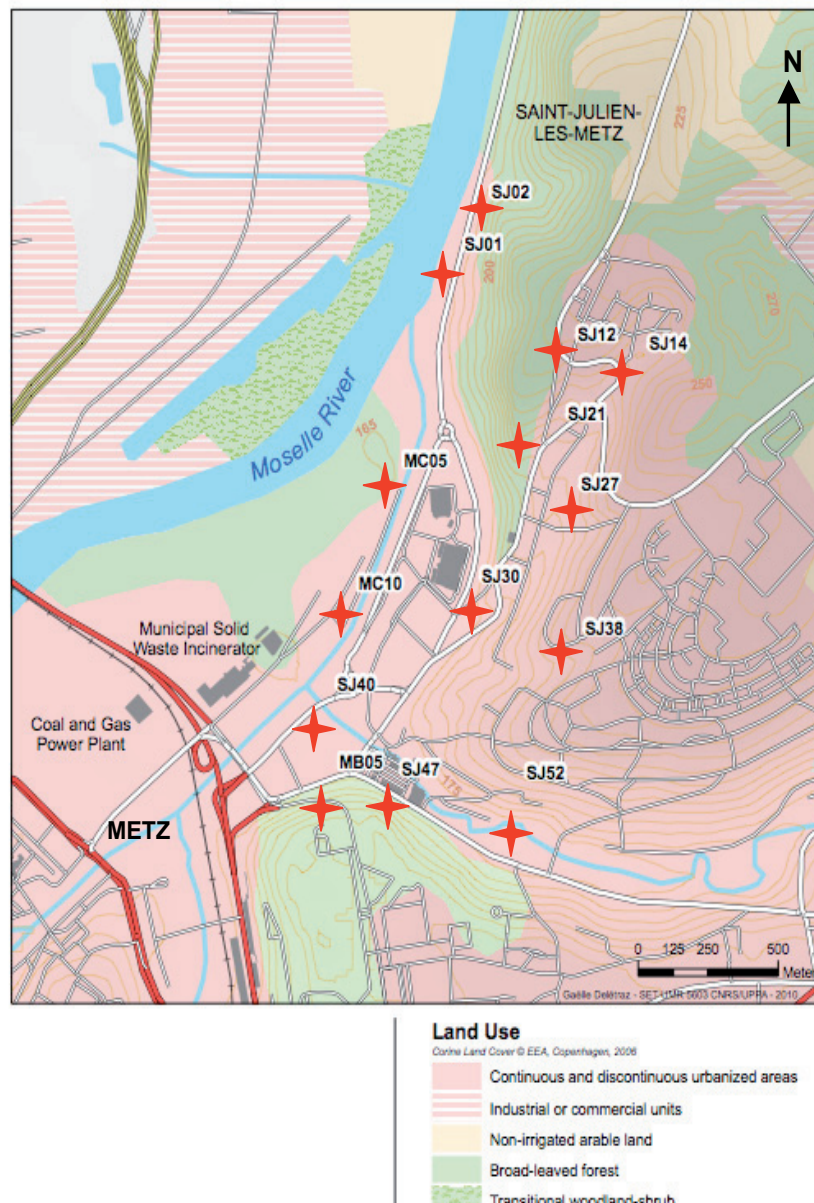 N
SAINT-JULIEN-
LES-METZ
225
SJ02
SJ01
200
270
SJ12
SJ14
250
SJ21
Moselle River
165
MC05
SJ27
MC10
SJ30
Municipal Solid
Waste Incinerator
SJ38
SJ40
Coal and Gas
Power Plant
MB05
SJ47
SJ52
175
METZ
0 125 250 500
Meter
Gaëlle Delétraz - SET UMR 5603 CNRS/UPPA - 2010
Land Use
Corine Land Cover © EEA, Copenhagen, 2006
Continuous and discontinuous urbanized areas
Industrial or commercial units
Non-irrigated arable land
Broad-leaved forest
Transitional woodland-shrub